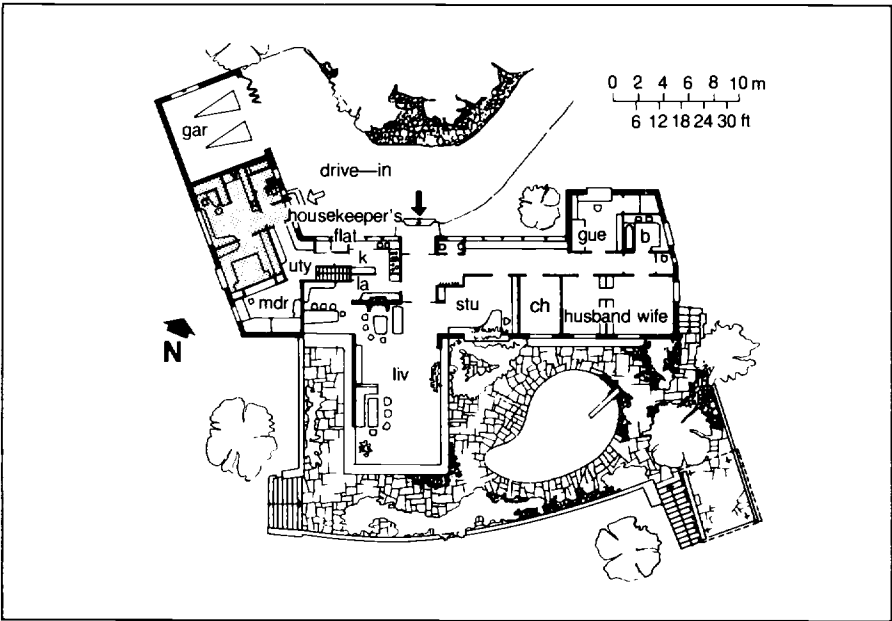 0 2 4 6 8 10 m
6 12 18 24 30 ft
gar
drive—in
housekeeper's
flat
gue
b
k
uty
la
mdr
stu
ch
husband wife
N
liv